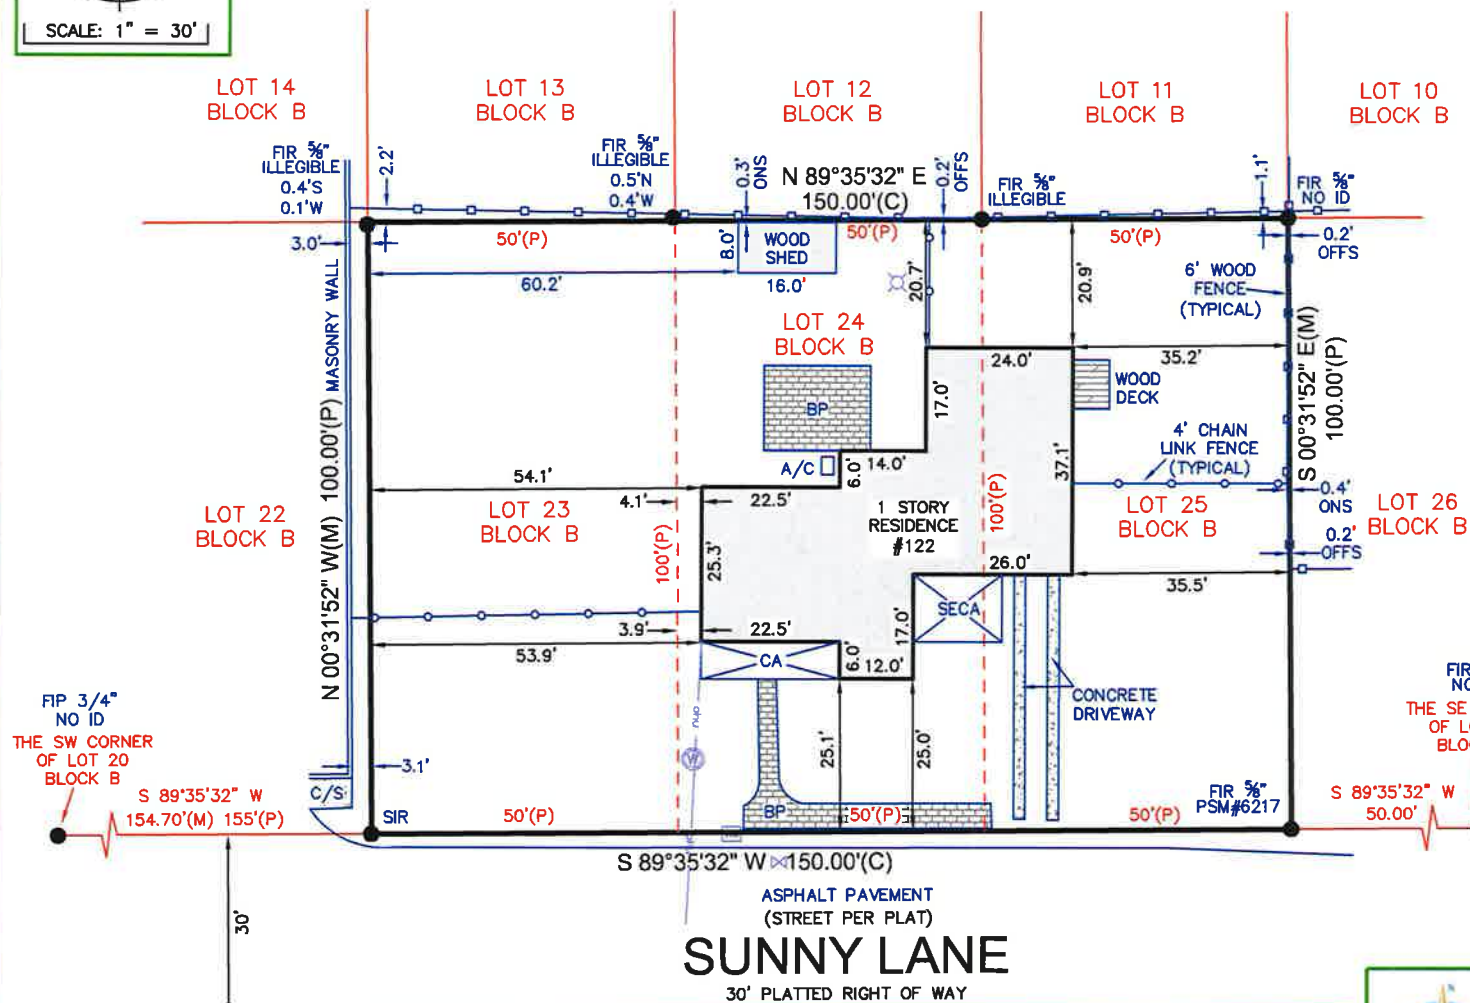 SCALE: 1" = 30'
LOT 14
BLOCK B
LOT 13
BLOCK B
LOT 12
BLOCK B
LOT 11
BLOCK B
LOT 10
BLOCK B
FIR 5/8"
ILLEGIBLE
0.4'S
0.1'W
2.2'
FIR 5/8"
ILLEGIBLE
0.5'N
0.4'W
0.3'
ONS
N 89°35'32" E
150.00'(C)
0.2'
OFFS
FIR 5/8"
ILLEGIBLE
1.1'
FIR 5/8"
NO ID
3.0'
50'(P)
8.0'
WOOD
SHED
50'(P)
50'(P)
0.2'
OFFS
60.2'
16.0'
20.7'
20.9'
6' WOOD
FENCE
(TYPICAL)
MASONRY WALL
LOT 24
BLOCK B
24.0'
35.2'
S 00°31'52" E(M)
100.00'(P)
BP
17.0'
WOOD
DECK
N 00°31'52" W(M) 100.00'(P)
4' CHAIN
LINK FENCE
(TYPICAL)
A/C
6.0'
14.0'
37.1'
54.1'
4.1'
22.5'
100'(P)
0.4'
ONS
LOT 22
BLOCK B
LOT 23
BLOCK B
1 STORY
RESIDENCE
#122
LOT 25
BLOCK B
LOT 26
BLOCK B
0.2'
OFFS
100'(P)
25.3'
26.0'
35.5'
SECA
3.9'
22.5'
17.0'
53.9'
CA
6.0'
12.0'
CONCRETE
DRIVEWAY
FIP 3/4"
NO ID
THE SW CORNER
OF LOT 20
BLOCK B
FIR
NO
THE SE
OF L
BLO
ohu
W
25.1'
25.0'
3.1'
C/S
S 89°35'32" W
154.70'(M) 155'(P)
SIR
50'(P)
BP
50'(P)
50'(P)
FIR 5/8"
PSM#6217
S 89°35'32" W
50.00'
S 89°35'32" W 150.00'(C)
30'
ASPHALT PAVEMENT
(STREET PER PLAT)
SUNNY LANE
30' PLATTED RIGHT OF WAY